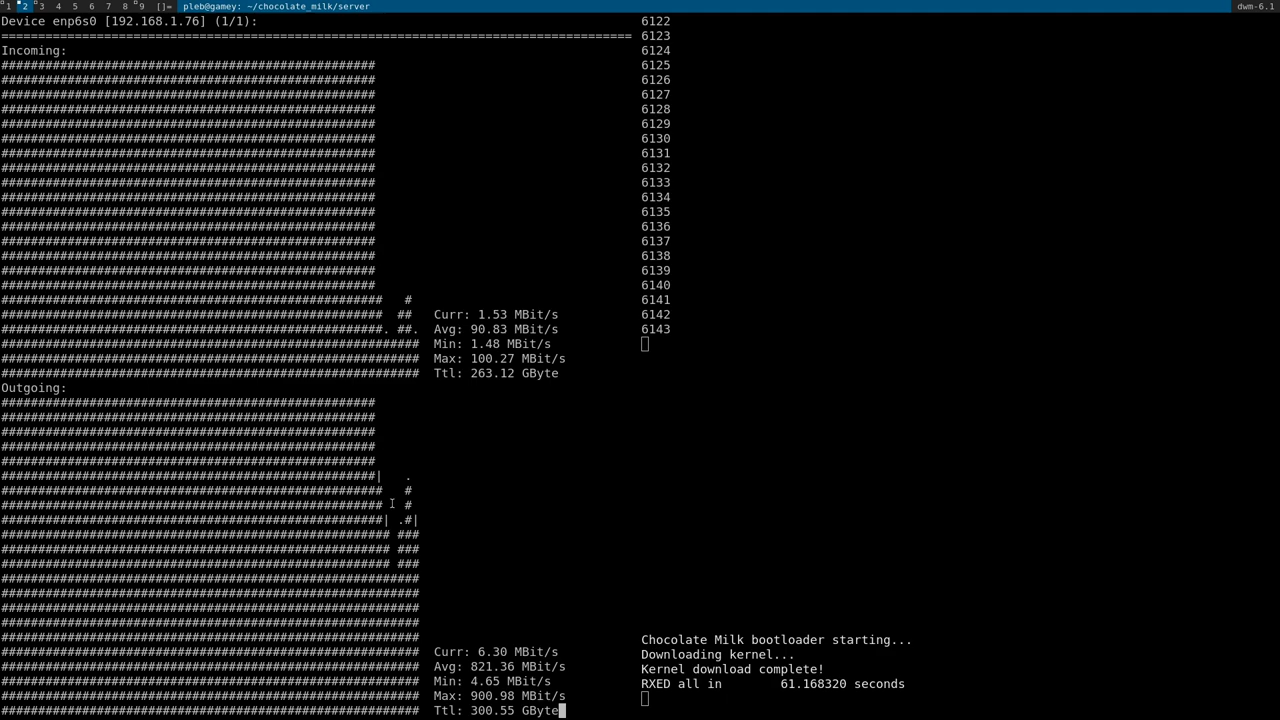 1 2 3 4 5 6 7 8 9 []= pleb@gamey: ~/chocolate_milk/server dwm-6.1
Device enp6s0 [192.168.1.76] (1/1):
Incoming:
Curr: 1.53 MBit/s
Avg: 90.83 MBit/s
Min: 1.48 MBit/s
Max: 100.27 MBit/s
Ttl: 263.12 GByte
Outgoing:
Curr: 6.30 MBit/s
Avg: 821.36 MBit/s
Min: 4.65 MBit/s
Max: 900.98 MBit/s
Ttl: 300.55 GByte
6122
6123
6124
6125
6126
6127
6128
6129
6130
6131
6132
6133
6134
6135
6136
6137
6138
6139
6140
6141
6142
6143
Chocolate Milk bootloader starting...
Downloading kernel...
Kernel download complete!
RXED all in 61.168320 seconds